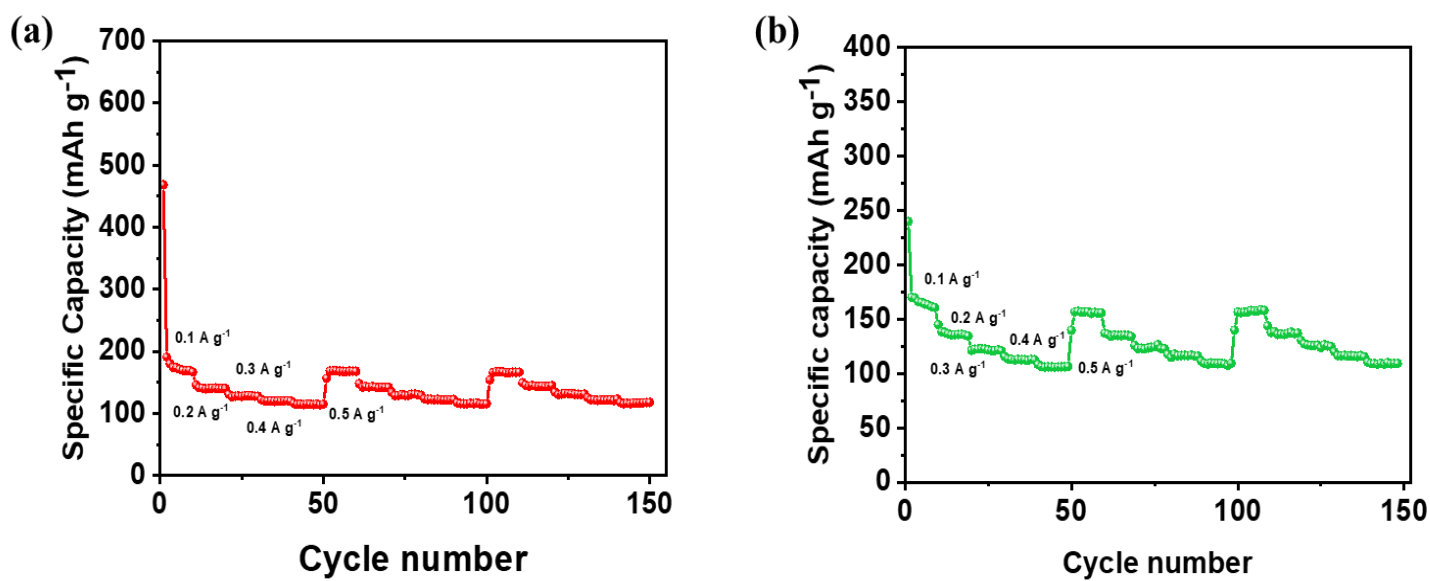 (a)
Specific Capacity (mAh g⁻¹)
700
600
500
400
300
200
100
0
0.1 A g⁻¹
0.3 A g⁻¹
0.2 A g⁻¹
0.4 A g⁻¹
0.5 A g⁻¹
0
50
100
150
Cycle number
(b)
Specific capacity (mAh g⁻¹)
400
350
300
250
200
150
100
50
0
0.1 A g⁻¹
0.2 A g⁻¹
0.4 A g⁻¹
0.3 A g⁻¹
0.5 A g⁻¹
0
50
100
150
Cycle number